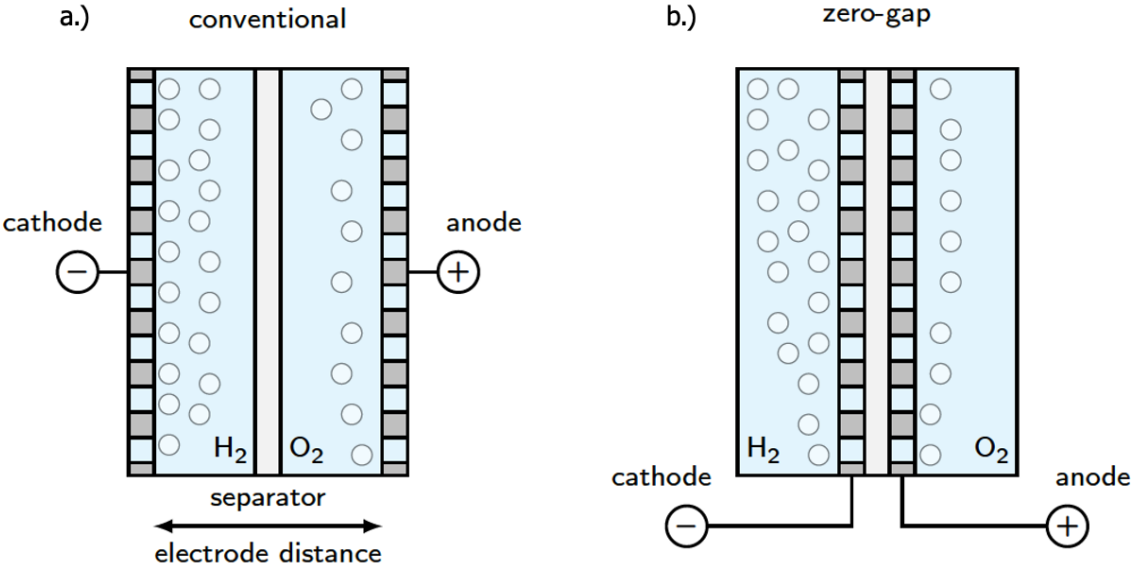 a.)
conventional
cathode
−
anode
+
H2
O2
separator
electrode distance
b.)
zero-gap
H2
O2
cathode
−
anode
+